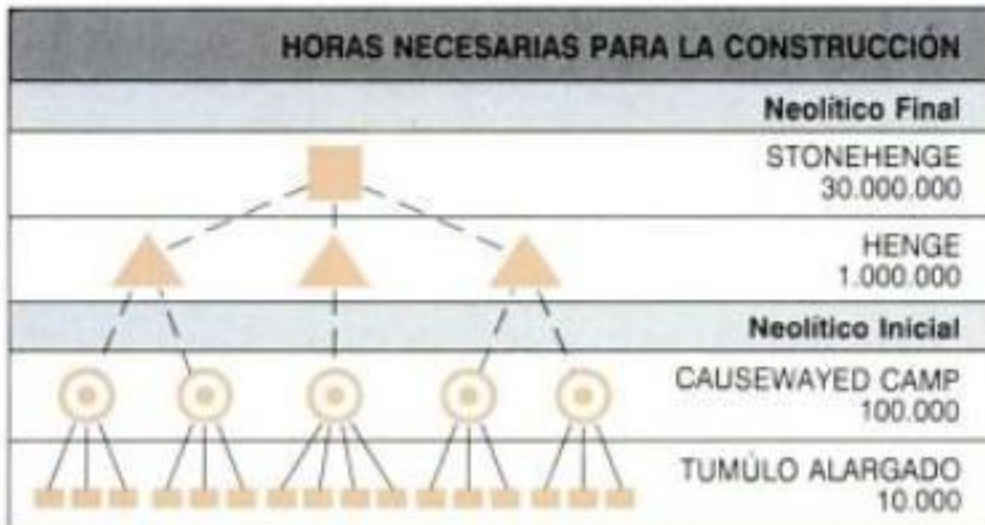 HORAS NECESARIAS PARA LA CONSTRUCCIÓN
Neolítico Final
STONEHENGE
30.000.000
HENGE
1.000.000
Neolítico Inicial
CAUSEWAYED CAMP
100.000
TUMÚLO ALARGADO
10.000